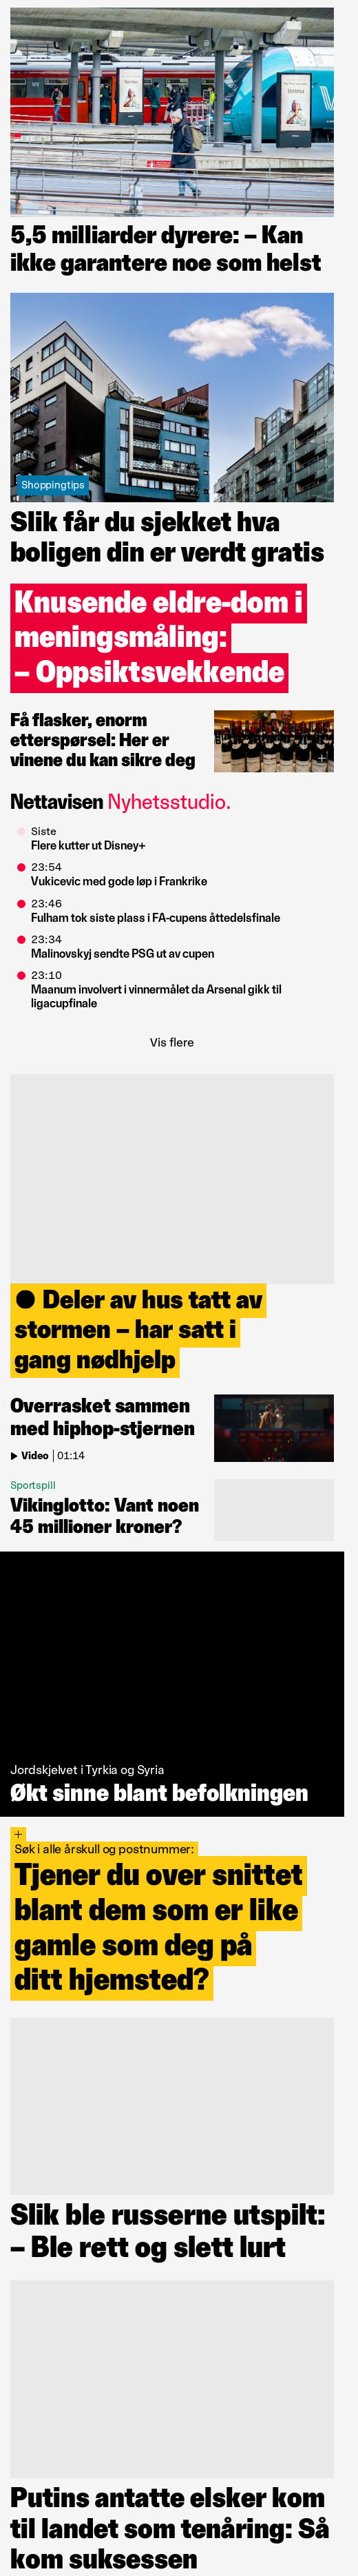 5,5 milliarder dyrere: – Kan
ikke garantere noe som helst
Shoppingtips
Slik får du sjekket hva
boligen din er verdt gratis
Knusende eldre-dom i
meningsmåling:
– Oppsiktsvekkende
Få flasker, enorm
etterspørsel: Her er
vinene du kan sikre deg
Nettavisen Nyhetsstudio.
Siste
Flere kutter ut Disney+
23:54
Vukicevic med gode løp i Frankrike
23:46
Fulham tok siste plass i FA-cupens åttedelsfinale
23:34
Malinovskyj sendte PSG ut av cupen
23:10
Maanum involvert i vinnermålet da Arsenal gikk til
ligacupfinale
Vis flere
Deler av hus tatt av
stormen – har satt i
gang nødhjelp
Overrasket sammen
med hiphop-stjernen
Video | 01:14
Sportspill
Vikinglotto: Vant noen
45 millioner kroner?
Jordskjelvet i Tyrkia og Syria
Økt sinne blant befolkningen
+
Søk i alle årskull og postnummer:
Tjener du over snittet
blant dem som er like
gamle som deg på
ditt hjemsted?
Slik ble russerne utspilt:
– Ble rett og slett lurt
Putins antatte elsker kom
til landet som tenåring: Så
kom suksessen